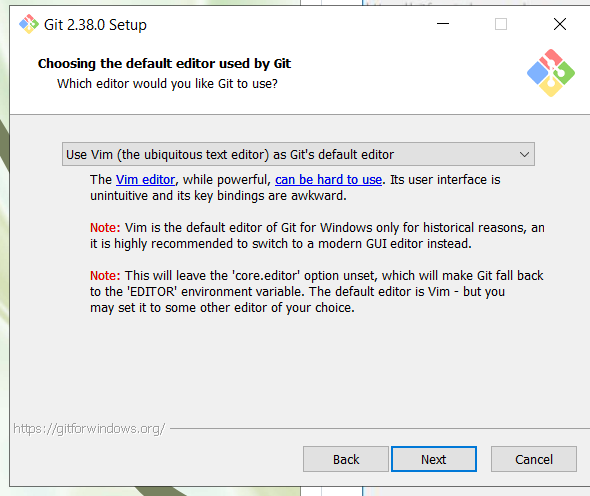 Git 2.38.0 Setup
Choosing the default editor used by Git
Which editor would you like Git to use?
Use Vim (the ubiquitous text editor) as Git's default editor
The Vim editor, while powerful, can be hard to use. Its user interface is
unintuitive and its key bindings are awkward.
Note: Vim is the default editor of Git for Windows only for historical reasons, an
it is highly recommended to switch to a modern GUI editor instead.
Note: This will leave the 'core.editor' option unset, which will make Git fall back
to the 'EDITOR' environment variable. The default editor is Vim - but you
may set it to some other editor of your choice.
https://gitforwindows.org/
Back
Next
Cancel